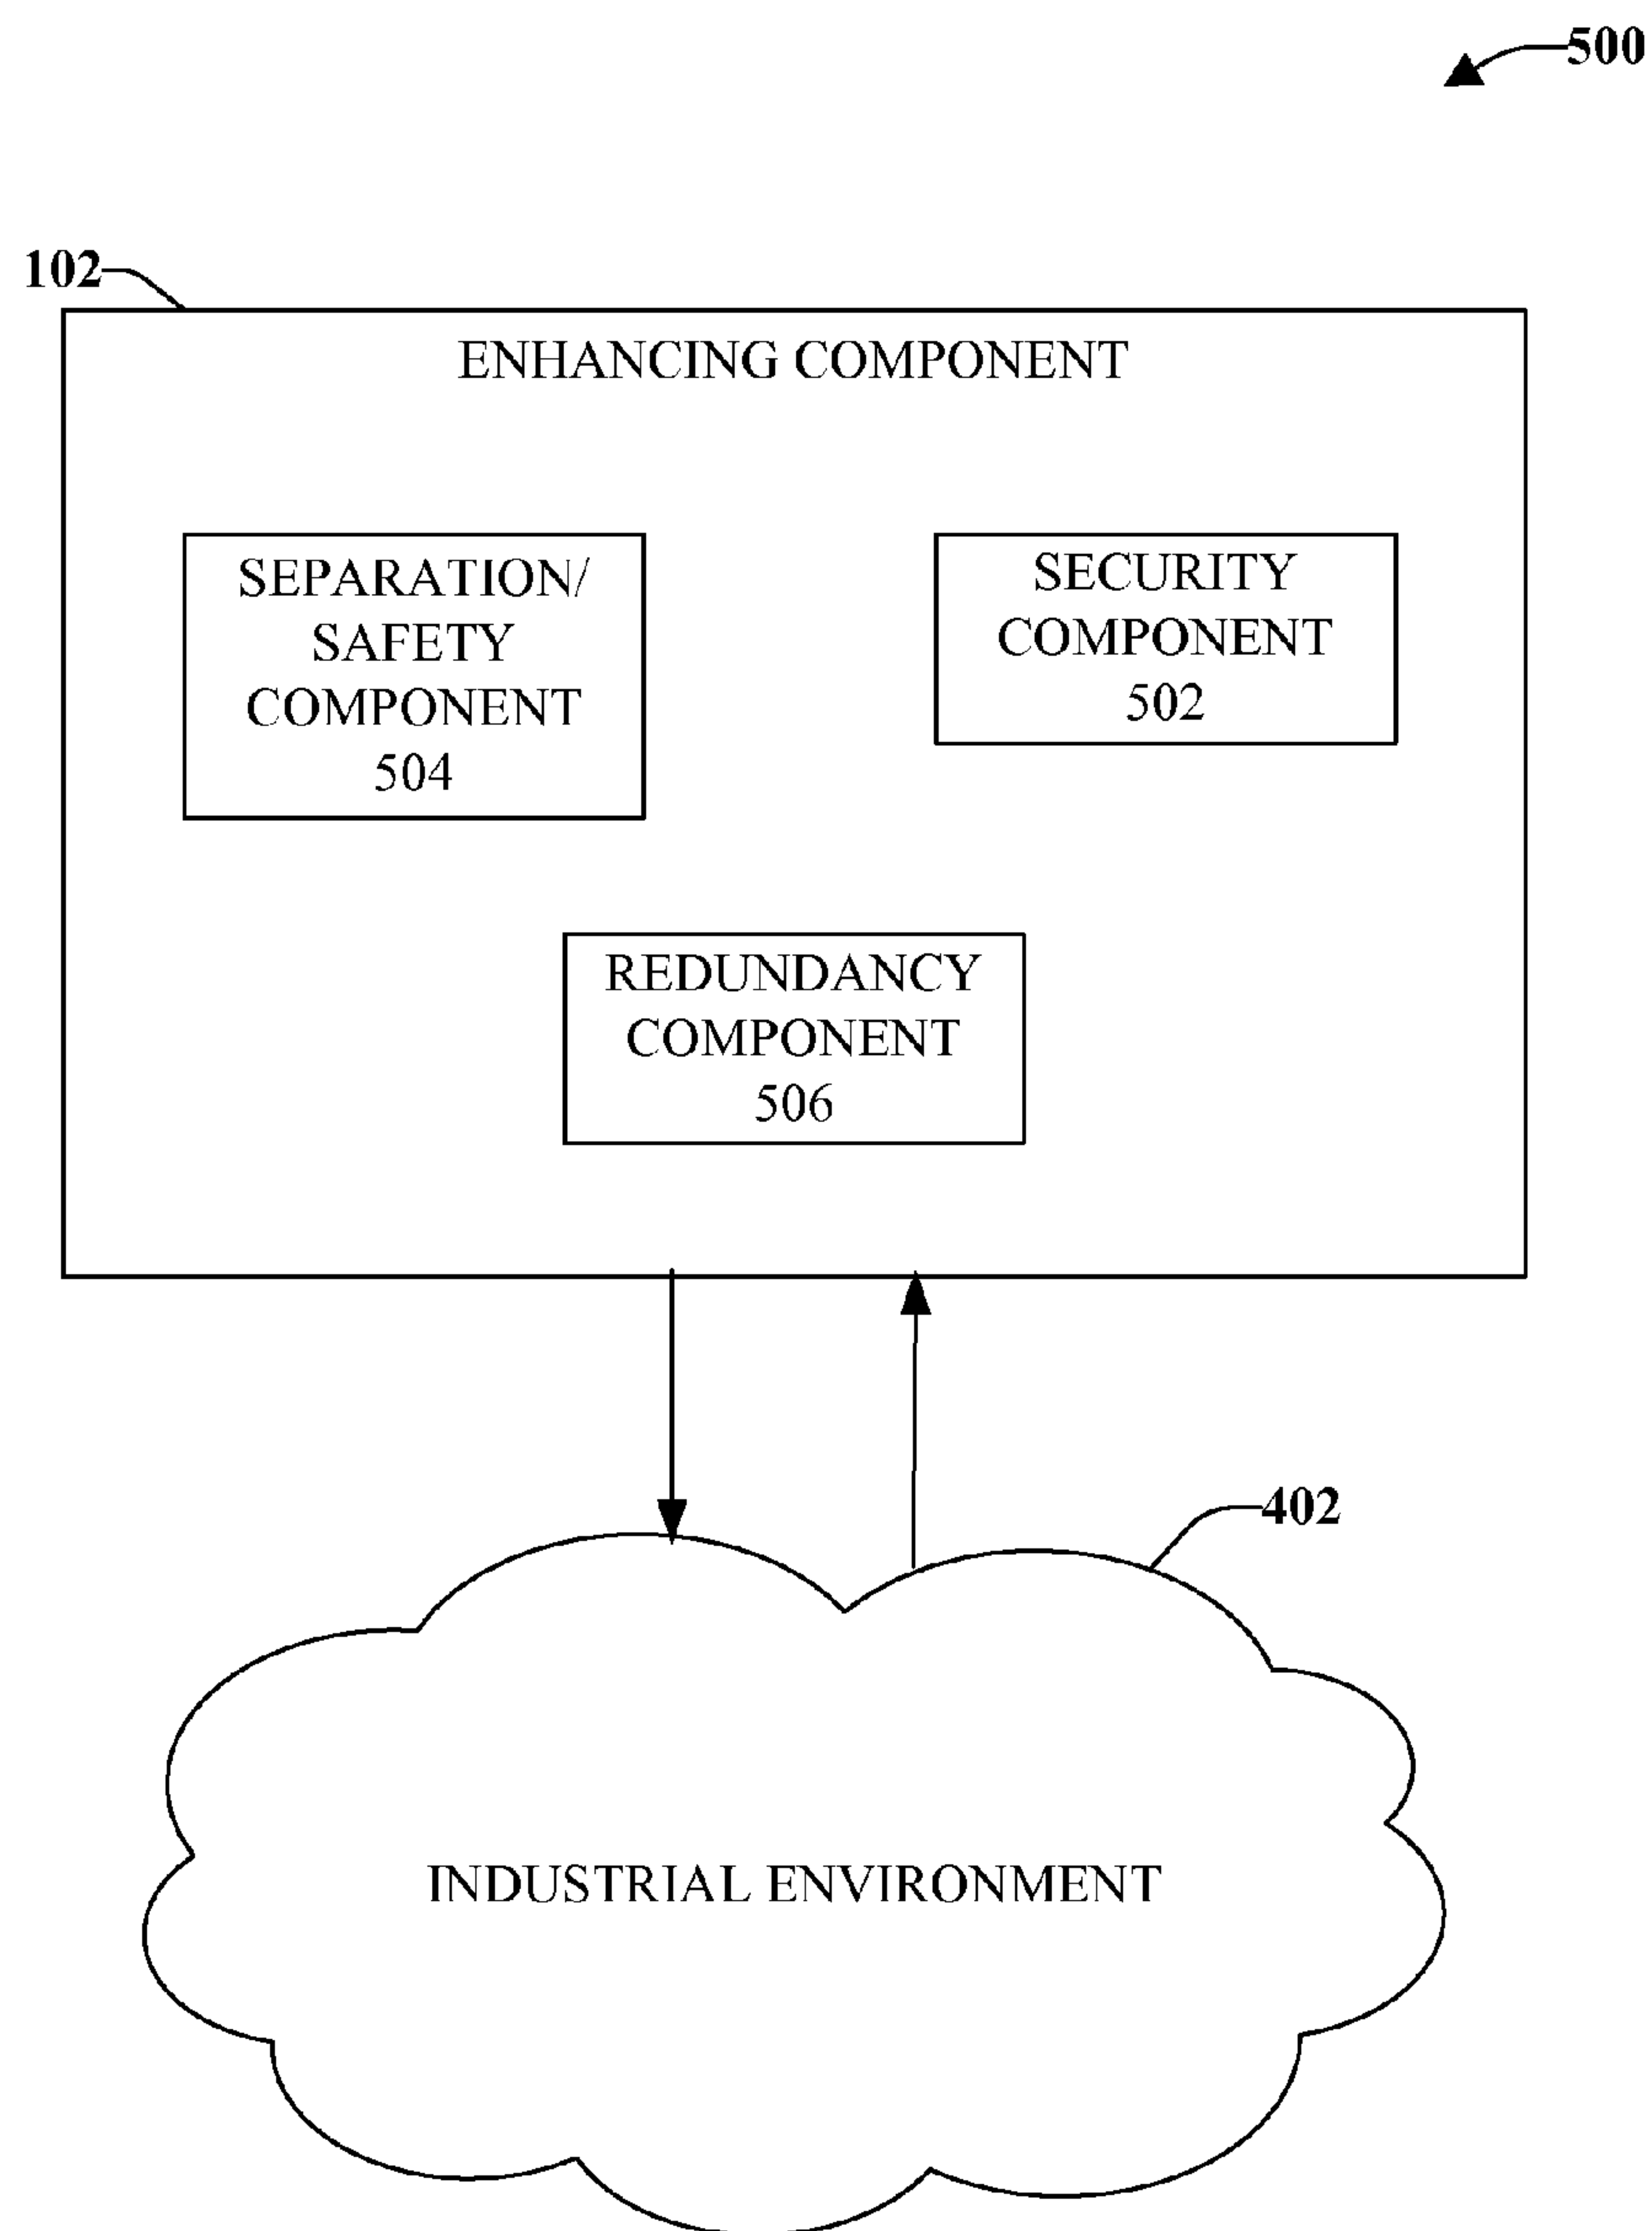 500
102
ENHANCING COMPONENT
SEPARATION/
SAFETY
COMPONENT
504
SECURITY
COMPONENT
502
REDUNDANCY
COMPONENT
506
402
INDUSTRIAL ENVIRONMENT